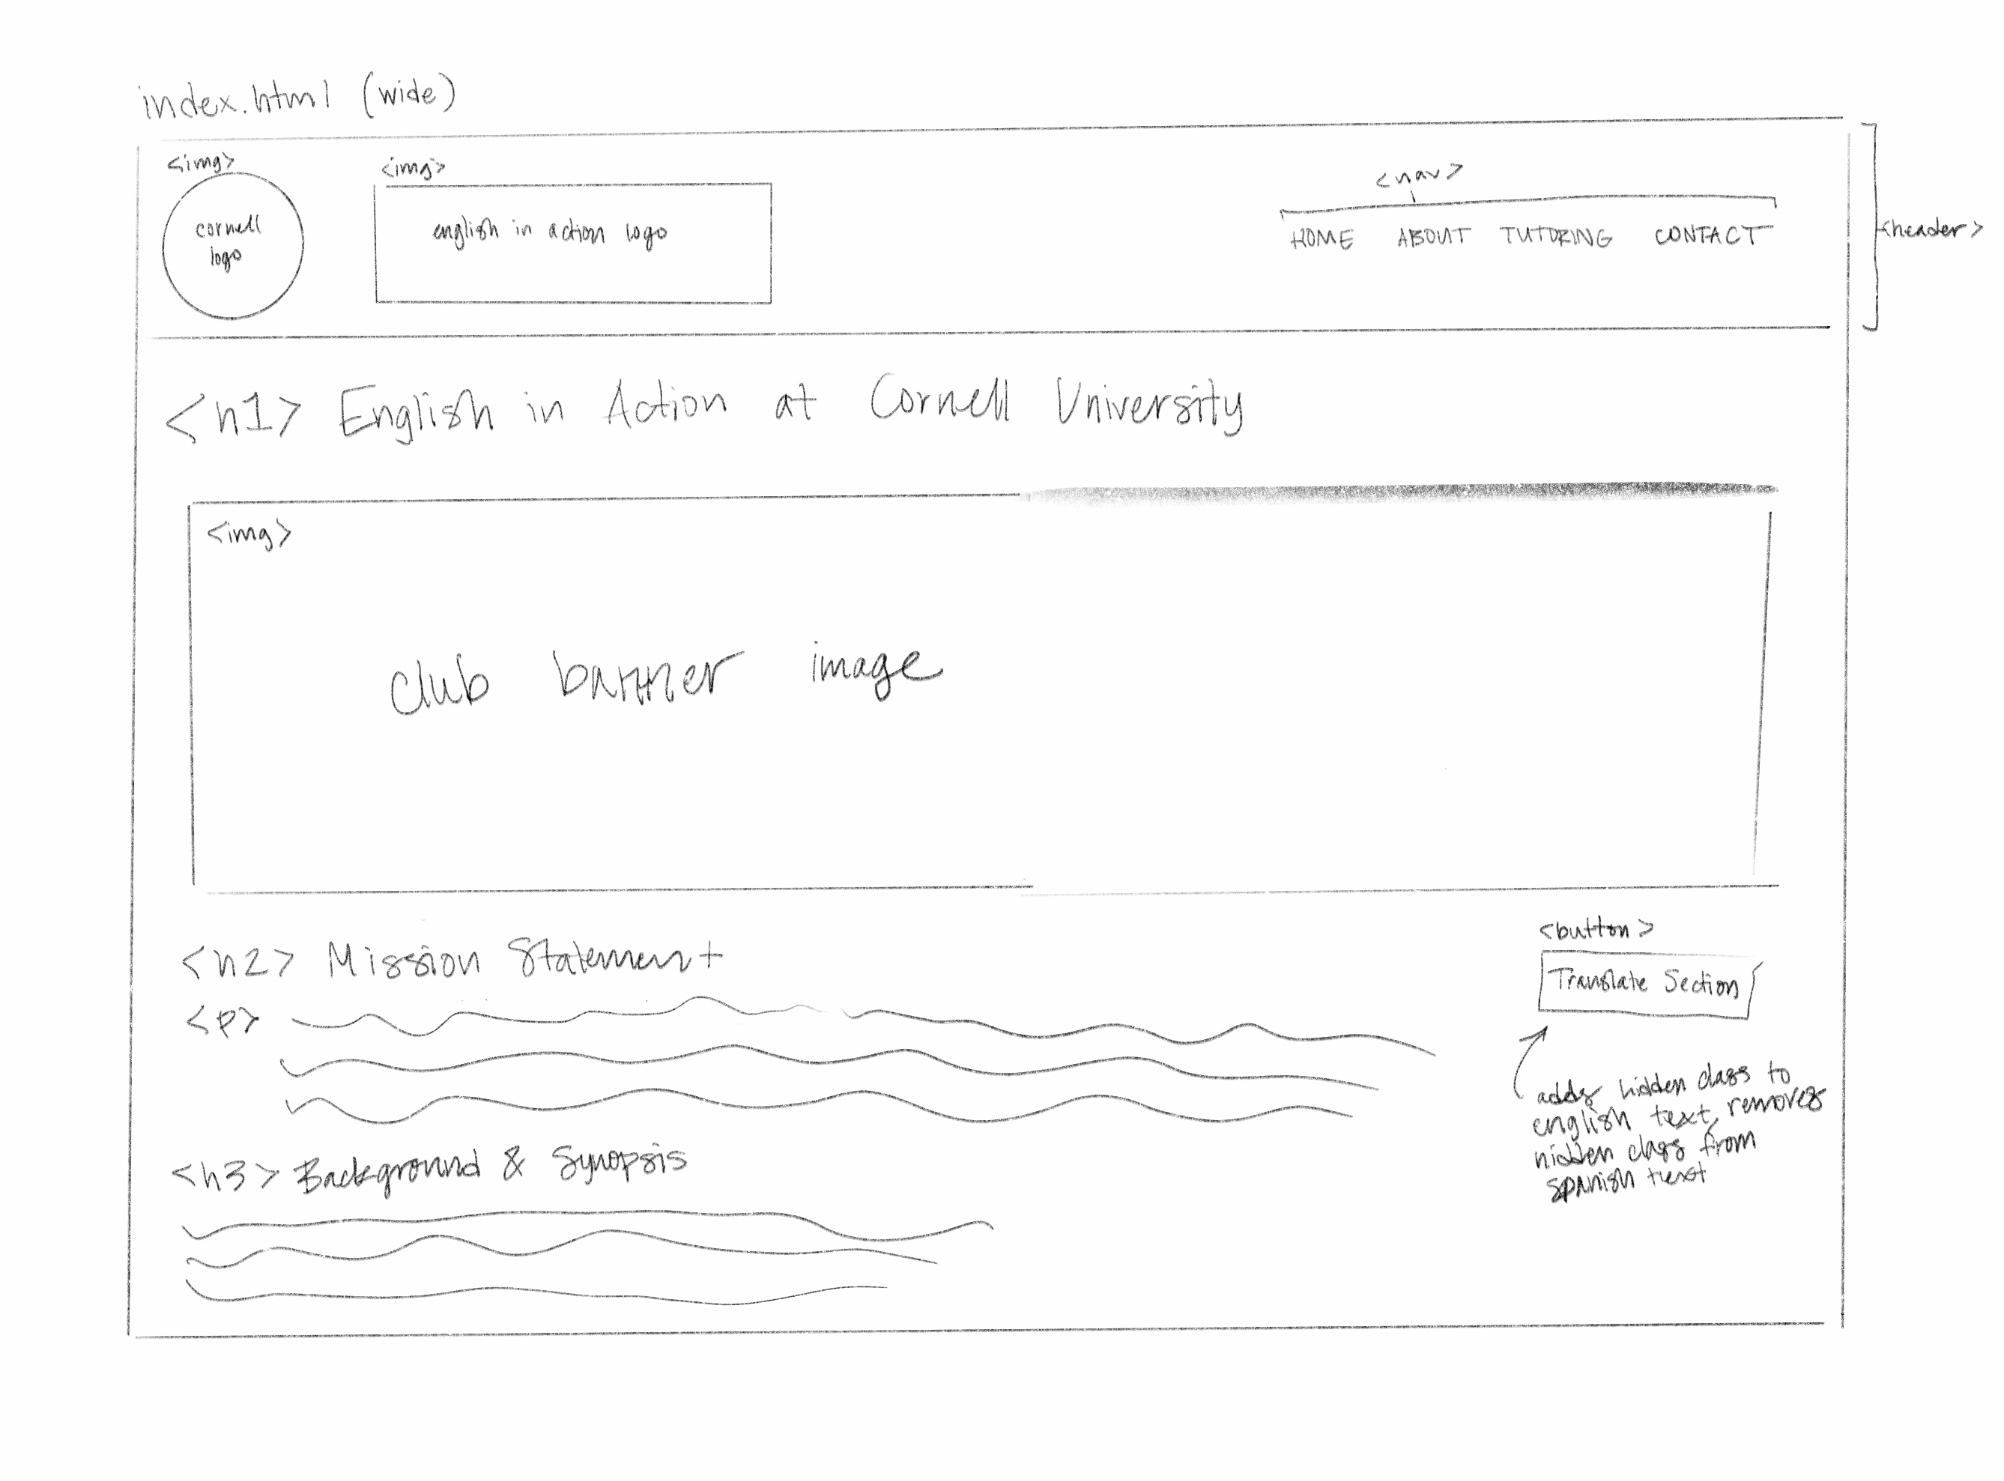 index.html (wide)
<img>
cornell
logo
<img>
english in action logo
<nav>
HOME ABOUT TUTORING CONTACT
<header>
<h1> English in Action at Cornell University
<img>
club banner image
<h2> Mission Statement
<p>
<button>
Translate Section
adds hidden class to
english text, removes
hidden class from
spanish text
<h3> Background & Synopsis